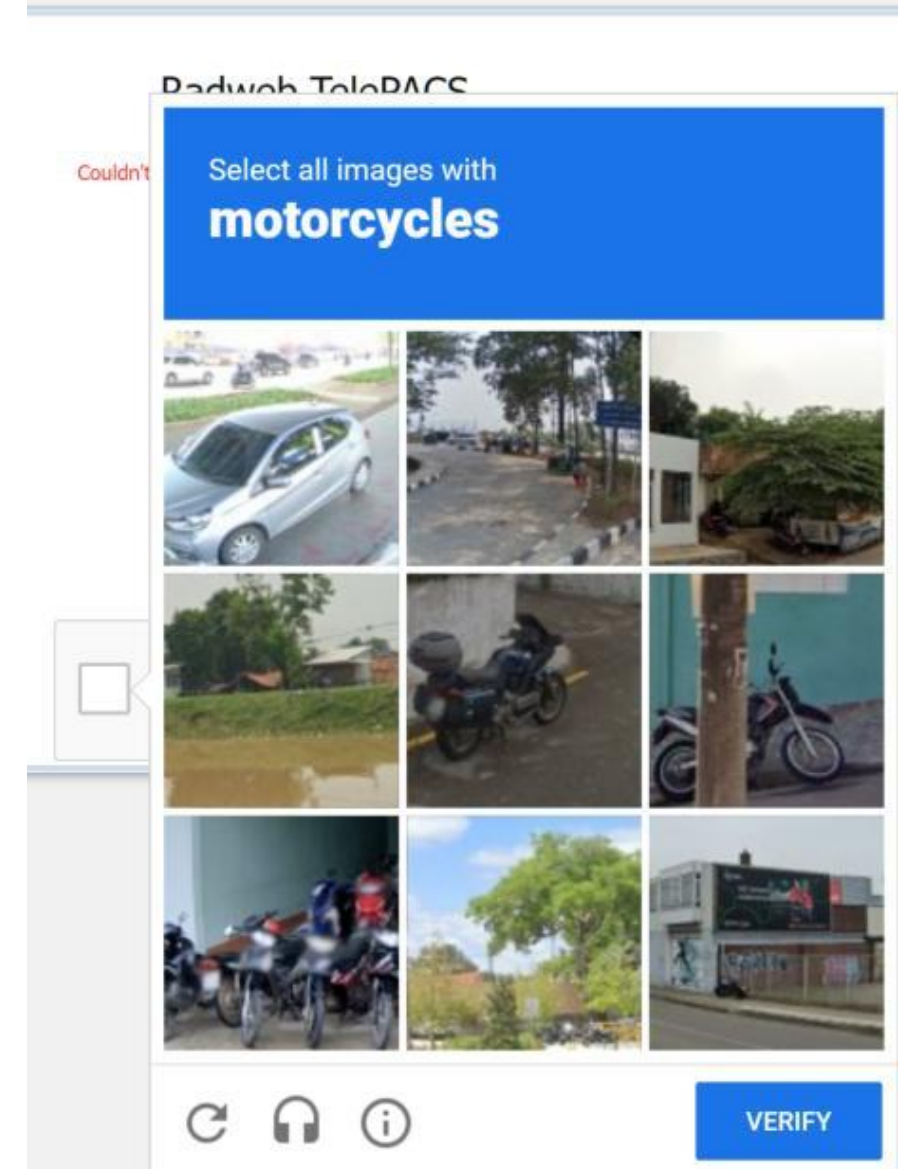 Radweb TelePACS
Couldn't
Select all images with
motorcycles
VERIFY